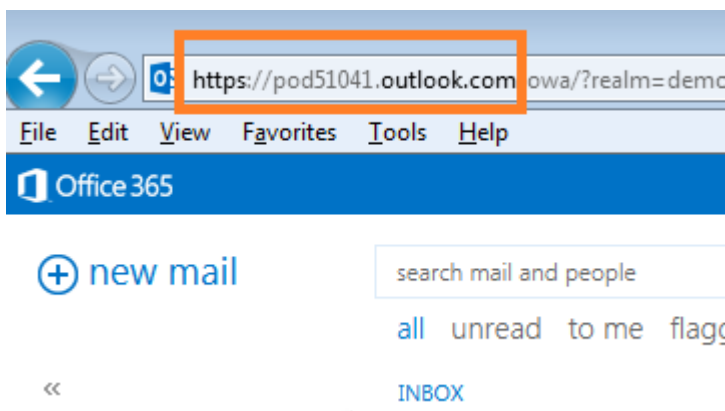 https://pod51041.outlook.com/owa/?realm=demo
File Edit View Favorites Tools Help
Office 365
new mail
search mail and people
all unread to me
INBOX